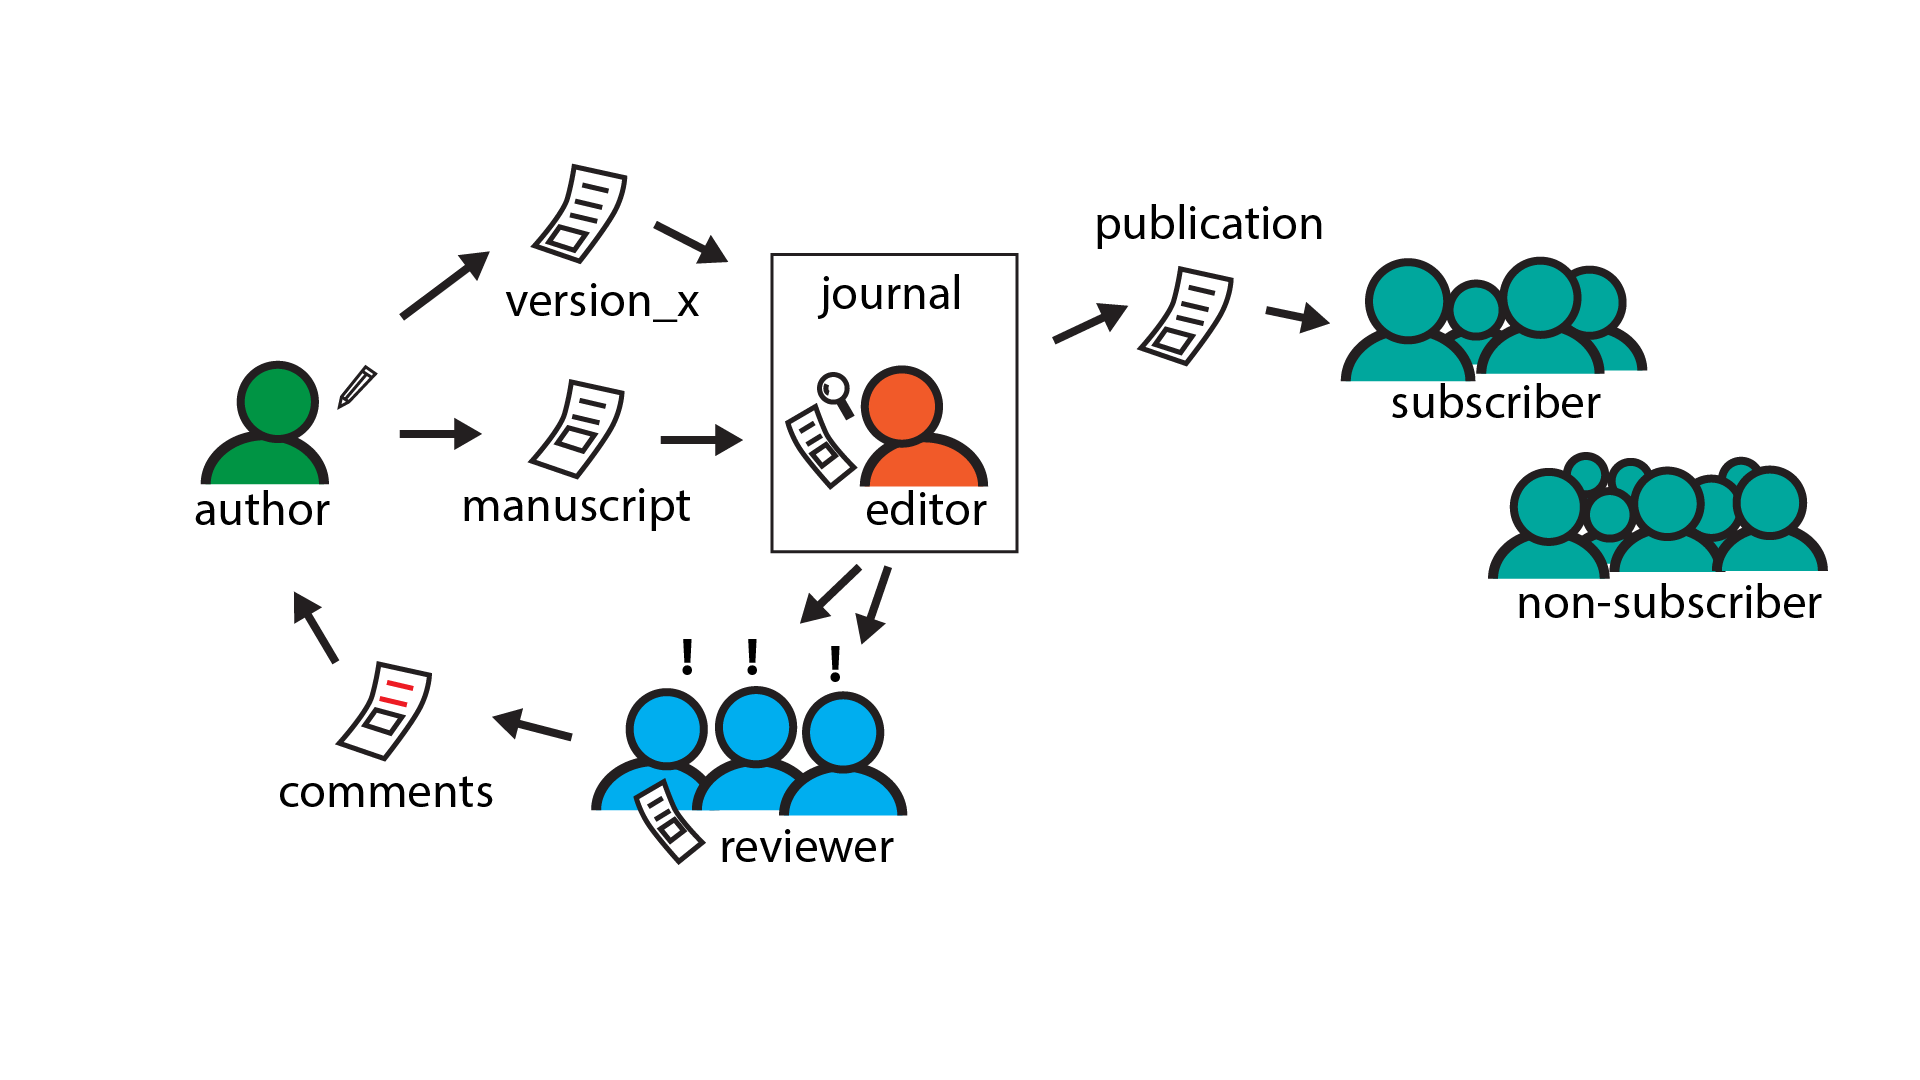 version_x
journal
publication
subscriber
author
manuscript
editor
non-subscriber
! ! !
comments
reviewer